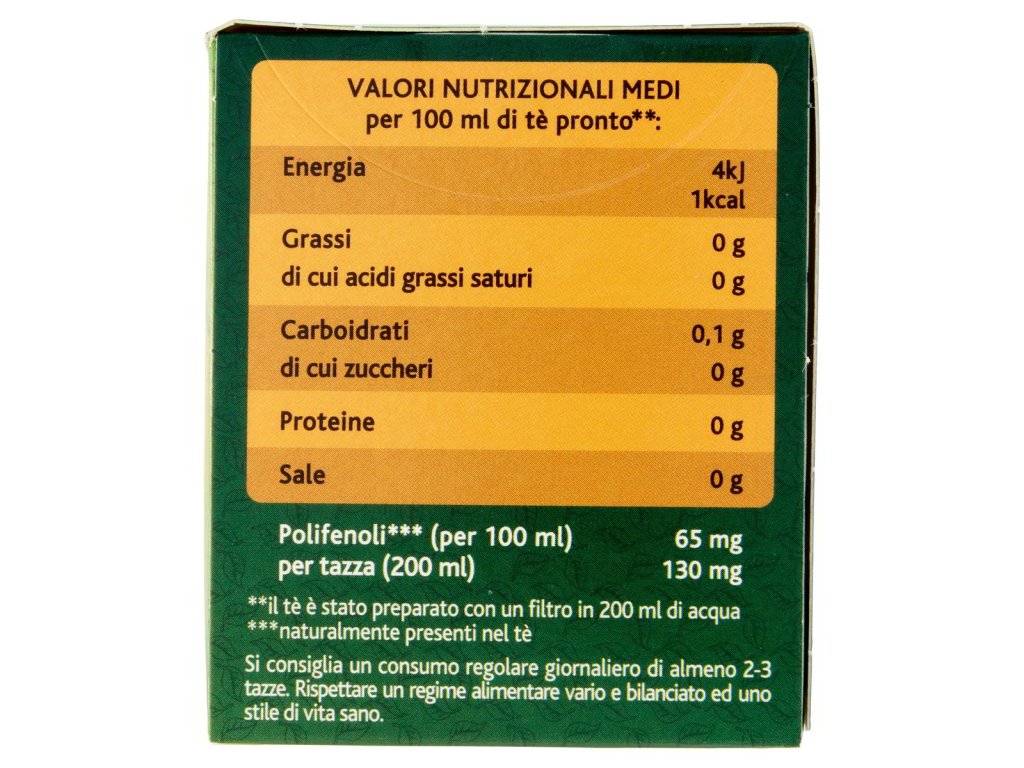 VALORI NUTRIZIONALI MEDI
per 100 ml di tè pronto**:
Energia 4kJ
1kcal
Grassi 0 g
di cui acidi grassi saturi 0 g
Carboidrati 0,1 g
di cui zuccheri 0 g
Proteine 0 g
Sale 0 g
Polifenoli*** (per 100 ml) 65 mg
per tazza (200 ml) 130 mg
**il tè è stato preparato con un filtro in 200 ml di acqua
***naturalmente presenti nel tè
Si consiglia un consumo regolare giornaliero di almeno 2-3
tazze. Rispettare un regime alimentare vario e bilanciato ed uno
stile di vita sano.